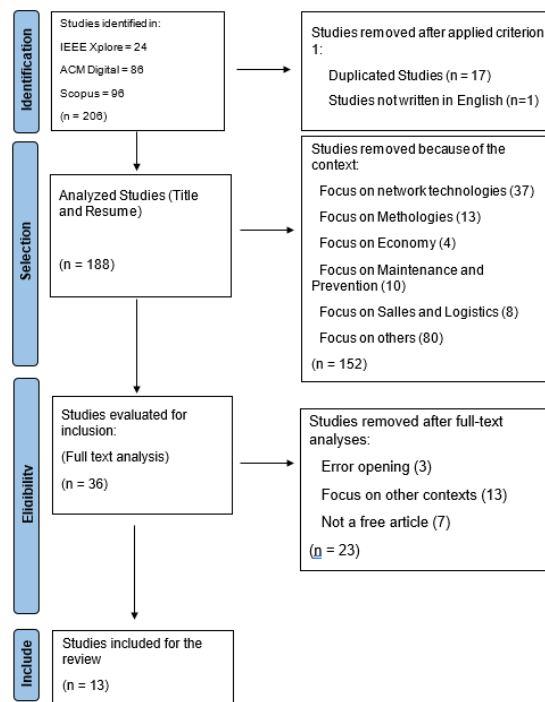 Identification
Studies identified in:
IEEE Xplore = 24
ACM Digital = 86
Scopus = 96
(n = 206)
Studies removed after applied criterion
1:
Duplicated Studies (n = 17)
Studies not written in English (n=1)
Selection
Analyzed Studies (Title
and Resume)
(n = 188)
Studies removed because of the
context:
Focus on network technologies (37)
Focus on Methologies (13)
Focus on Economy (4)
Focus on Maintenance and
Prevention (10)
Focus on Salles and Logistics (8)
Focus on others (80)
(n = 152)
Eligibility
Studies evaluated for
inclusion:
(Full text analysis)
(n = 36)
Studies removed after full-text
analyses:
Error opening (3)
Focus on other contexts (13)
Not a free article (7)
(n = 23)
Include
Studies included for the
review
(n = 13)